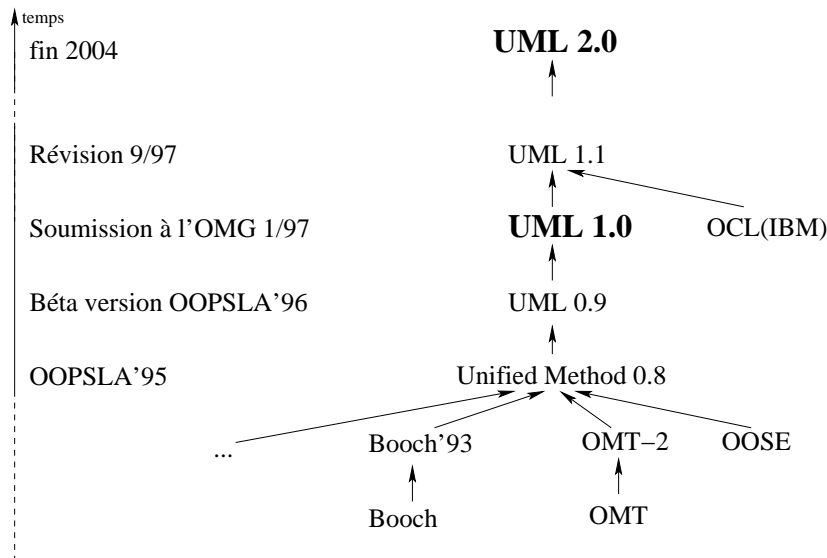 temps
fin 2004 UML 2.0
Révision 9/97 UML 1.1
Soumission à l'OMG 1/97 UML 1.0 OCL(IBM)
Béta version OOPSLA'96 UML 0.9
OOPSLA'95 Unified Method 0.8
... Booch'93 OMT−2 OOSE
Booch OMT